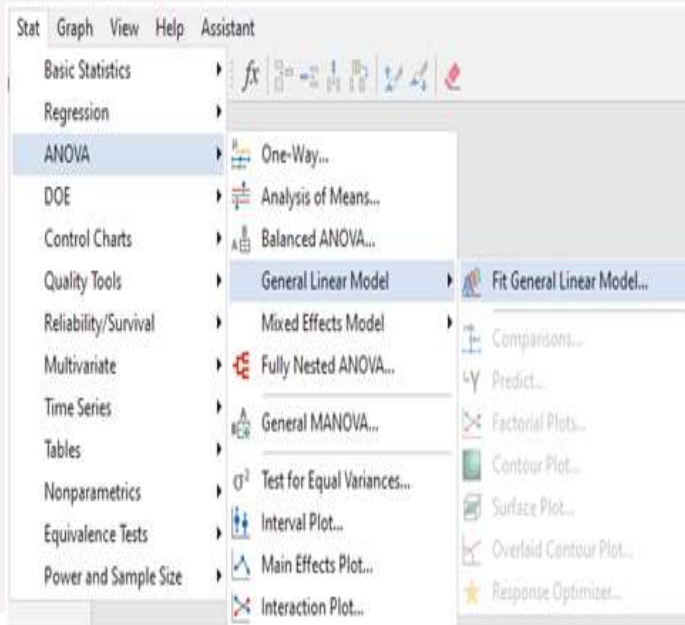 Stat Graph View Help Assistant
fx
Basic Statistics
Regression
ANOVA
DOE
Control Charts
Quality Tools
Reliability/Survival
Multivariate
Time Series
Tables
Nonparametrics
Equivalence Tests
Power and Sample Size
One-Way...
Analysis of Means...
Balanced ANOVA...
General Linear Model
Mixed Effects Model
Fully Nested ANOVA...
General MANOVA...
σ² Test for Equal Variances...
Interval Plot...
Main Effects Plot...
Interaction Plot...
Fit General Linear Model...
Comparisons...
Predict...
Factorial Plots...
Contour Plot...
Surface Plot...
Overlaid Contour Plot...
Response Optimizer...